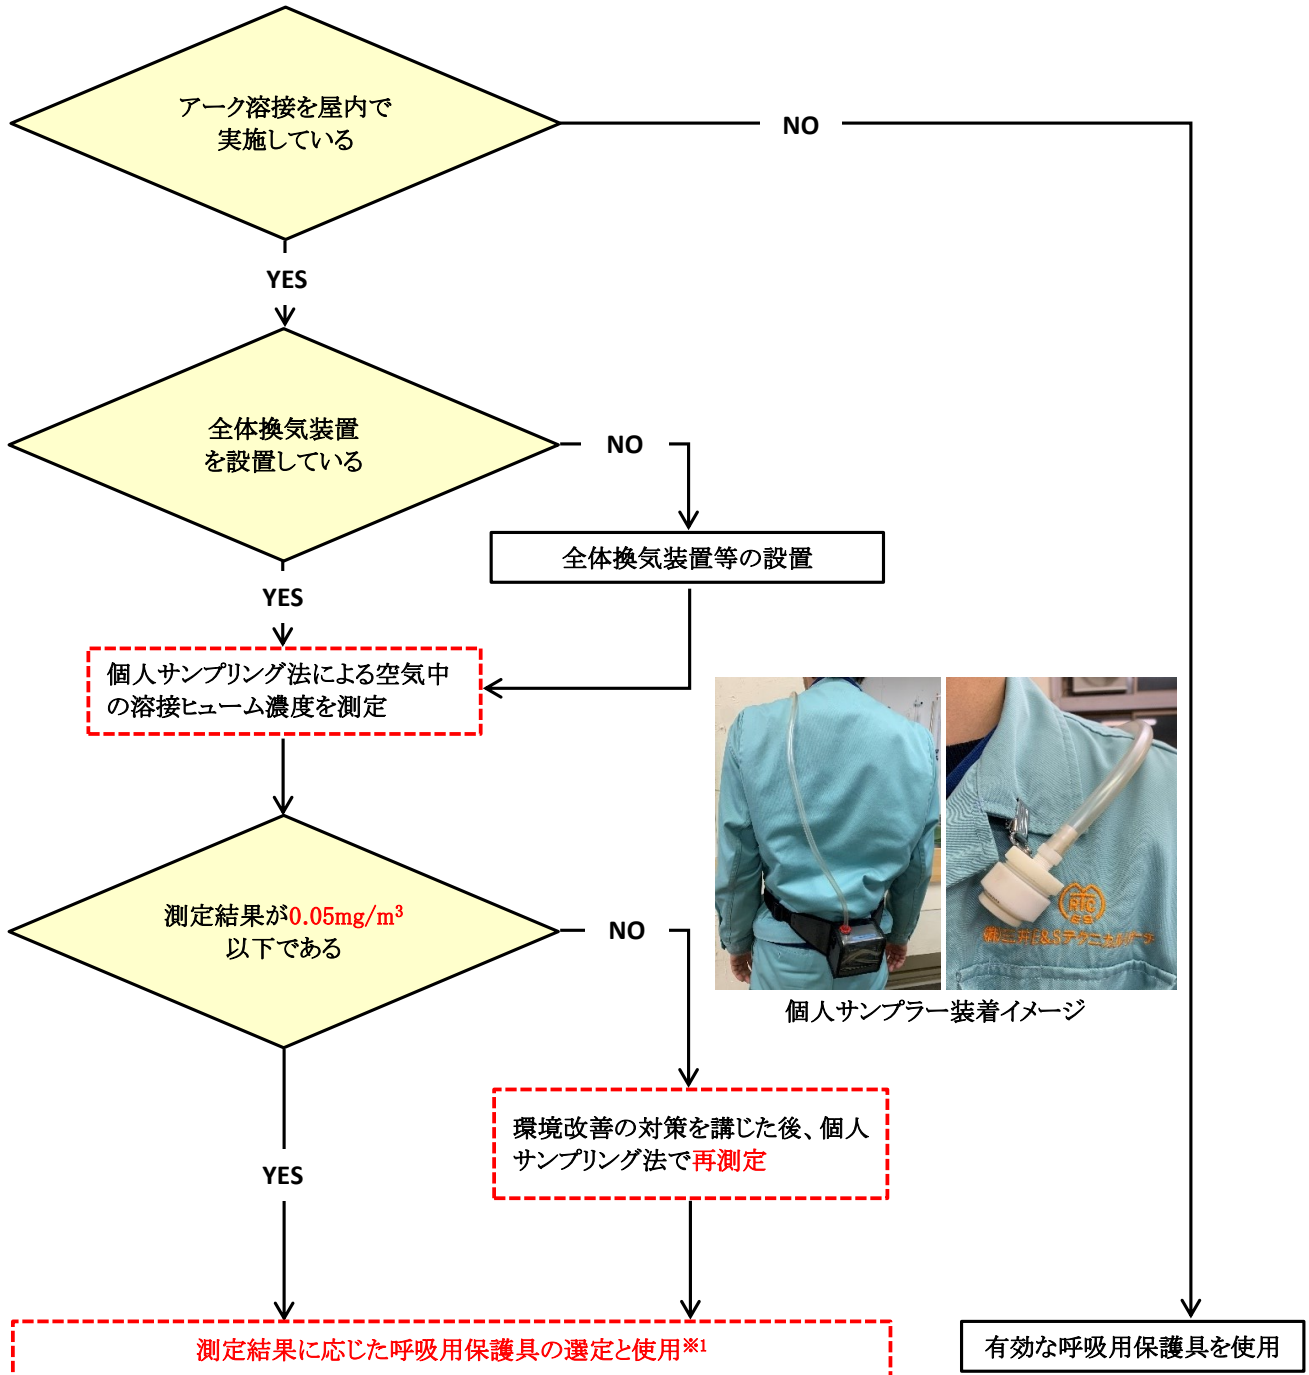 アーク溶接を屋内で
実施している
NO
YES
全体換気装置
を設置している
NO
全体換気装置等の設置
YES
個人サンプリング法による空気中
の溶接ヒューム濃度を測定
測定結果が0.05mg/m³
以下である
NO
個人サンプラー装着イメージ
環境改善の対策を講じた後、個人
サンプリング法で再測定
YES
測定結果に応じた呼吸用保護具の選定と使用※1
有効な呼吸用保護具を使用